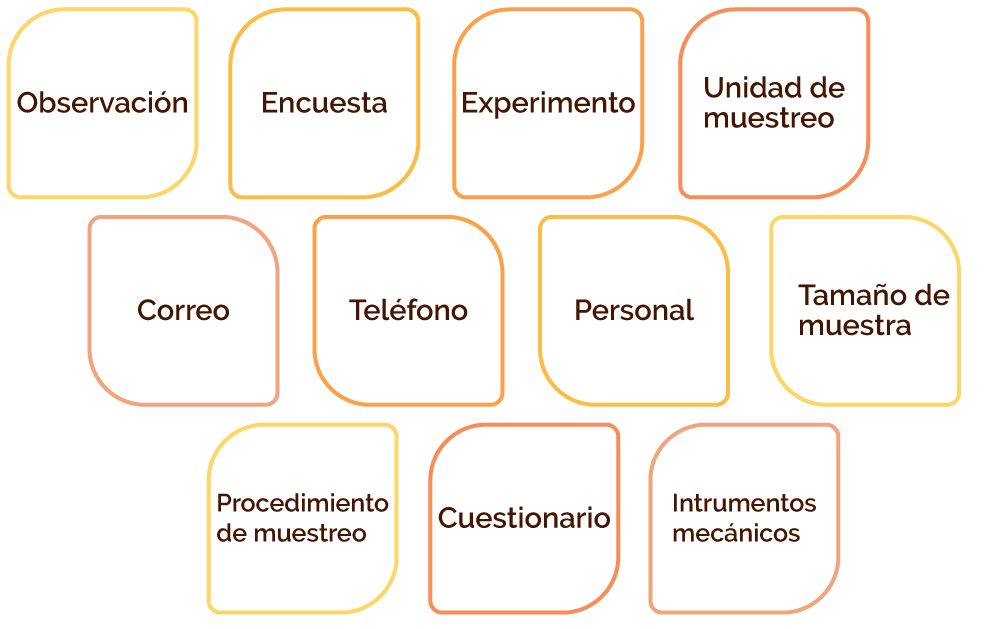 Observación
Encuesta
Experimento
Unidad de
muestreo
Correo
Teléfono
Personal
Tamaño de
muestra
Procedimiento
de muestreo
Cuestionario
Intrumentos
mecánicos